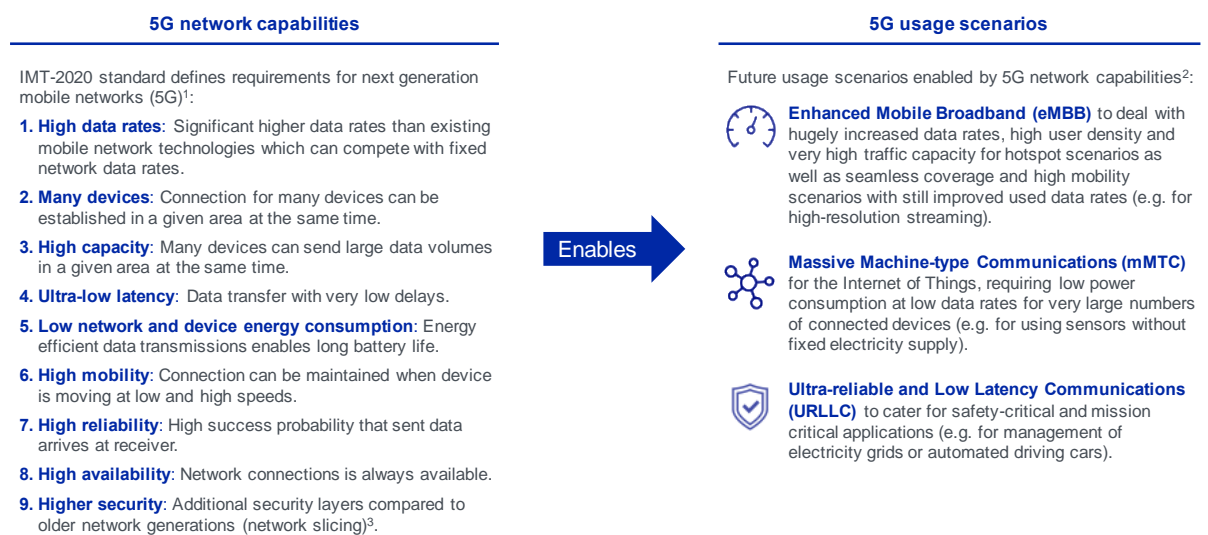 5G network capabilities
IMT-2020 standard defines requirements for next generation
mobile networks (5G)¹:
1. High data rates: Significant higher data rates than existing
mobile network technologies which can compete with fixed
network data rates.
2. Many devices: Connection for many devices can be
established in a given area at the same time.
3. High capacity: Many devices can send large data volumes
in a given area at the same time.
4. Ultra-low latency: Data transfer with very low delays.
5. Low network and device energy consumption: Energy
efficient data transmissions enables long battery life.
6. High mobility: Connection can be maintained when device
is moving at low and high speeds.
7. High reliability: High success probability that sent data
arrives at receiver.
8. High availability: Network connections is always available.
9. Higher security: Additional security layers compared to
older network generations (network slicing)³.
Enables
5G usage scenarios
Future usage scenarios enabled by 5G network capabilities²:
Enhanced Mobile Broadband (eMBB) to deal with
hugely increased data rates, high user density and
very high traffic capacity for hotspot scenarios as
well as seamless coverage and high mobility
scenarios with still improved used data rates (e.g. for
high-resolution streaming).
Massive Machine-type Communications (mMTC)
for the Internet of Things, requiring low power
consumption at low data rates for very large numbers
of connected devices (e.g. for using sensors without
fixed electricity supply).
Ultra-reliable and Low Latency Communications
(URLLC) to cater for safety-critical and mission
critical applications (e.g. for management of
electricity grids or automated driving cars).